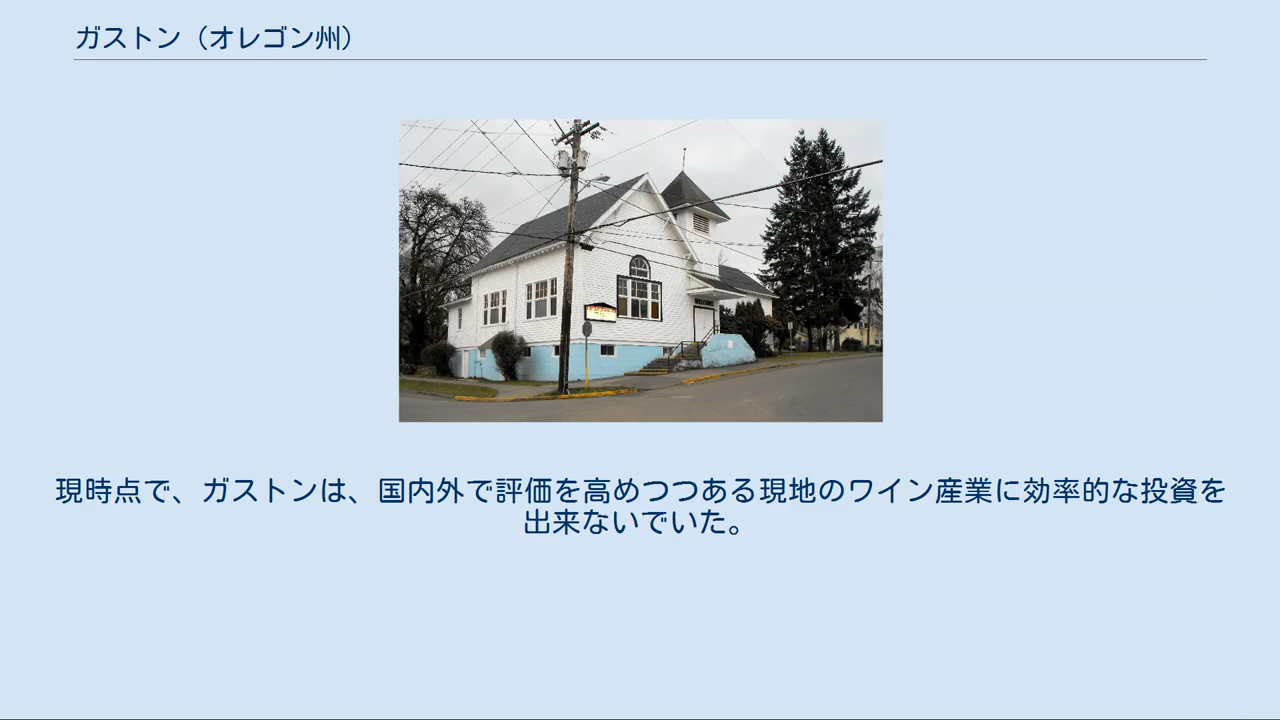 ガストン（オレゴン州）
現時点で、ガストンは、国内外で評価を高めつつある現地のワイン産業に効率的な投資を
出来ないでいた。